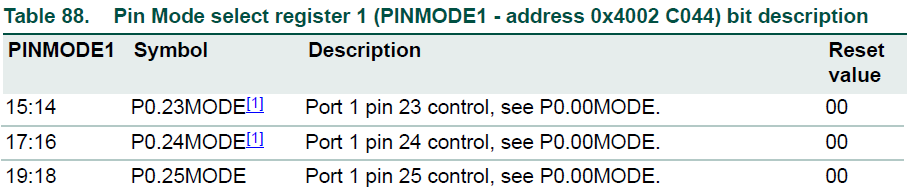 Table 88. Pin Mode select register 1 (PINMODE1 - address 0x4002 C044) bit description
PINMODE1 Symbol Description Reset value
15:14 P0.23MODE[1] Port 1 pin 23 control, see P0.00MODE. 00
17:16 P0.24MODE[1] Port 1 pin 24 control, see P0.00MODE. 00
19:18 P0.25MODE Port 1 pin 25 control, see P0.00MODE. 00